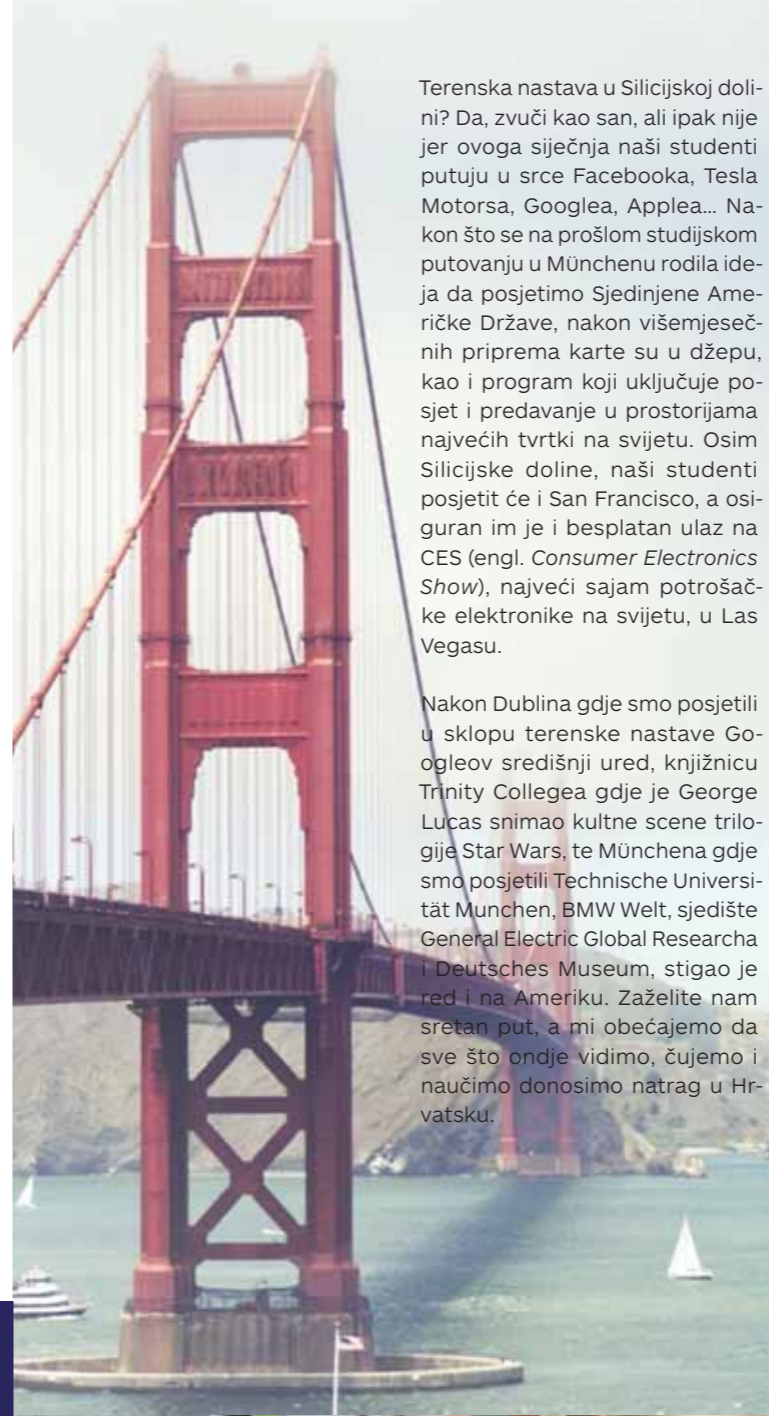 Terenska nastava u Silicijskoj doli-
ni? Da, zvuči kao san, ali ipak nije
jer ovoga siječnja naši studenti
putuju u srce Facebooka, Tesla
Motorsa, Googlea, Applea... Na-
kon što se na prošlom studijskom
putovanju u Münchenu rodila ide-
ja da posjetimo Sjedinjene Ame-
ričke Države, nakon višemjeseč-
nih priprema karte su u džepu,
kao i program koji uključuje po-
sjet i predavanje u prostorijama
najvećih tvrtki na svijetu. Osim
Silicijske doline, naši studenti
posjetit će i San Francisco, a osi-
guran im je i besplatan ulaz na
CES (engl. Consumer Electronics
Show), najveći sajam potrošač-
ke elektronike na svijetu, u Las
Vegasu.

Nakon Dublina gdje smo posjetili
u sklopu terenske nastave Go-
ogleov središnji ured, knjižnicu
Trinity Collegea gdje je George
Lucas snimao kultne scene trilo-
gije Star Wars, te Münchena gdje
smo posjetili Technische Universi-
tät Munchen, BMW Welt, sjedište
General Electric Global Researcha
i Deutsches Museum, stigao je
red i na Ameriku. Zaželite nam
sretan put, a mi obećajemo da
sve što ondje vidimo, čujemo i
naučimo donosimo natrag u Hr-
vatsku.